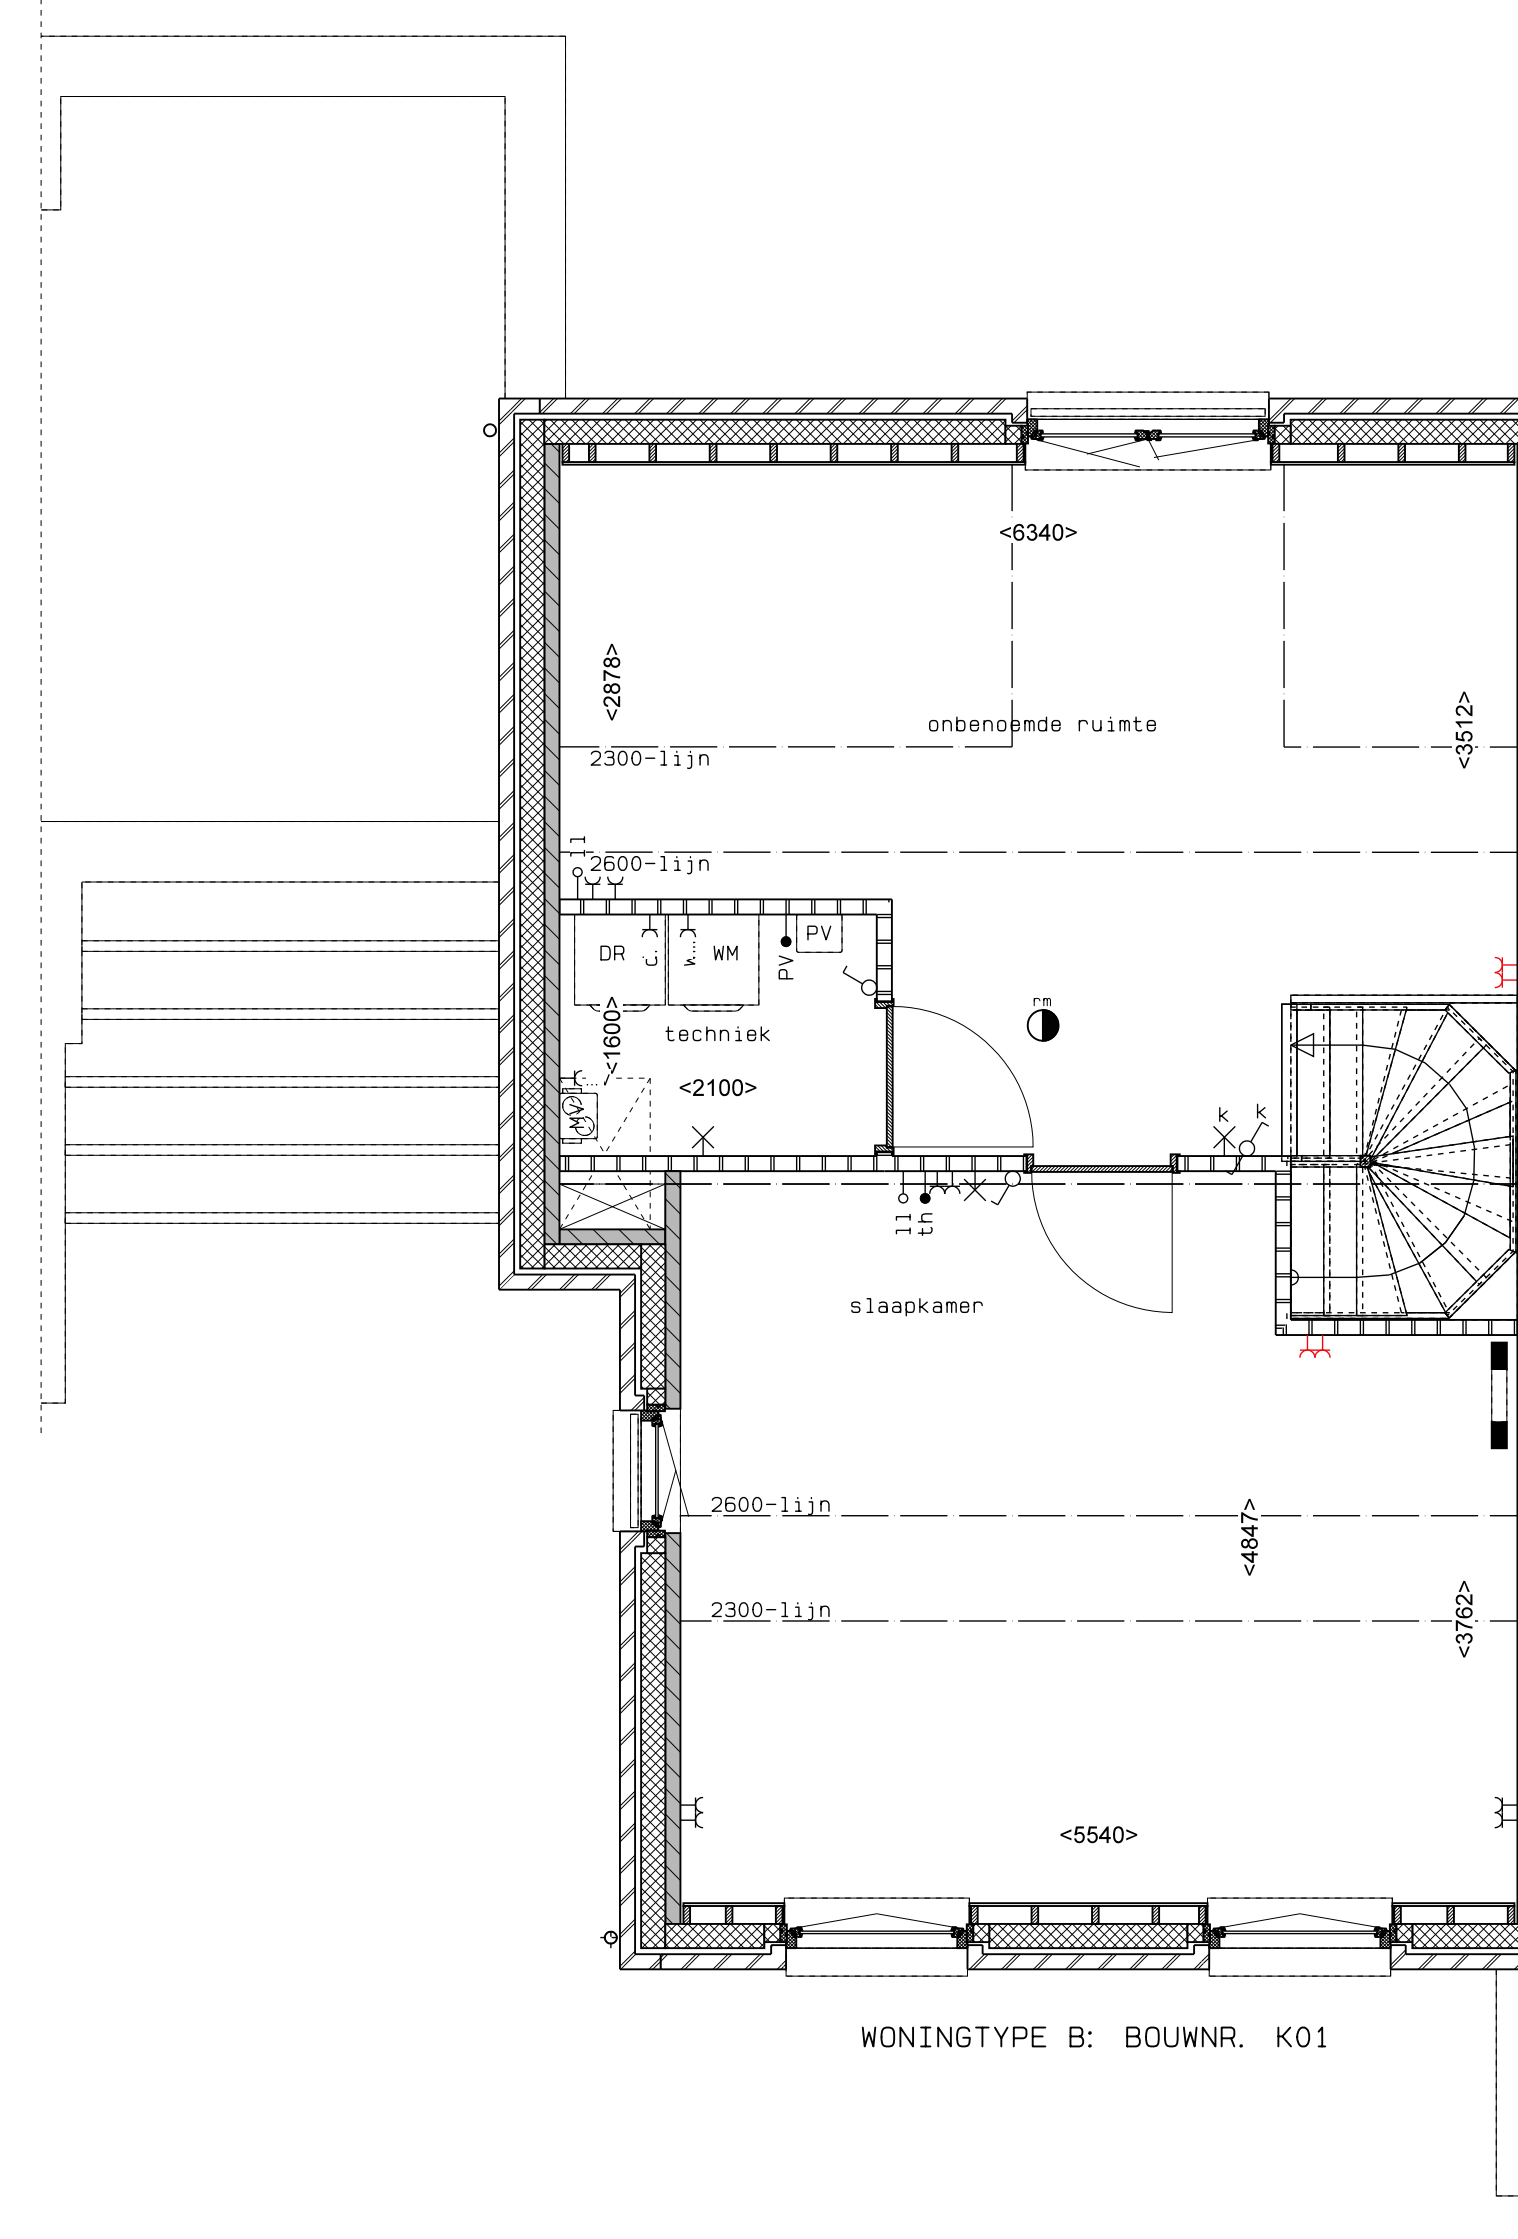 <6340>
<2878>
onbenoemde ruimte
<3512>
2300-lijn
ll
2600-lijn
DR
WM
PV
PV
rm
techniek
<1600>
<2100>
MV
k
k
ll
th
slaapkamer
2600-lijn
<4847>
2300-lijn
<3762>
<5540>
WONINGTYPE B: BOUWNR. K01